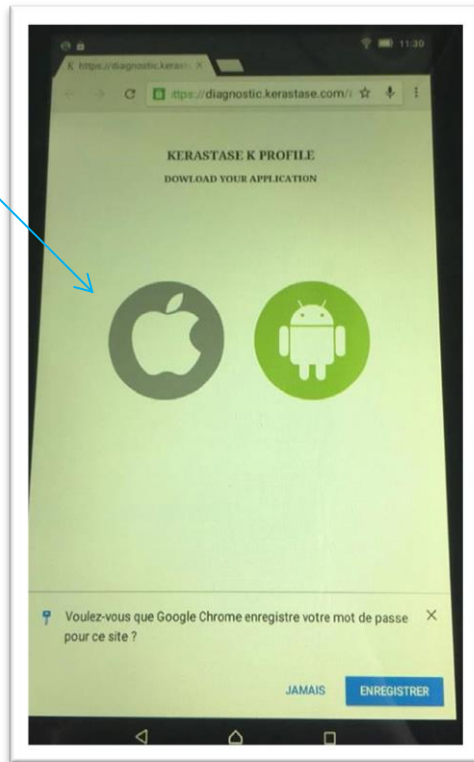 11:30
https://diagnostic.kerast
ttps://diagnostic.kerastase.com/
KERASTASE K PROFILE
DOWLOAD YOUR APPLICATION
Voulez-vous que Google Chrome enregistre votre mot de passe
pour ce site ?
JAMAIS
ENREGISTRER